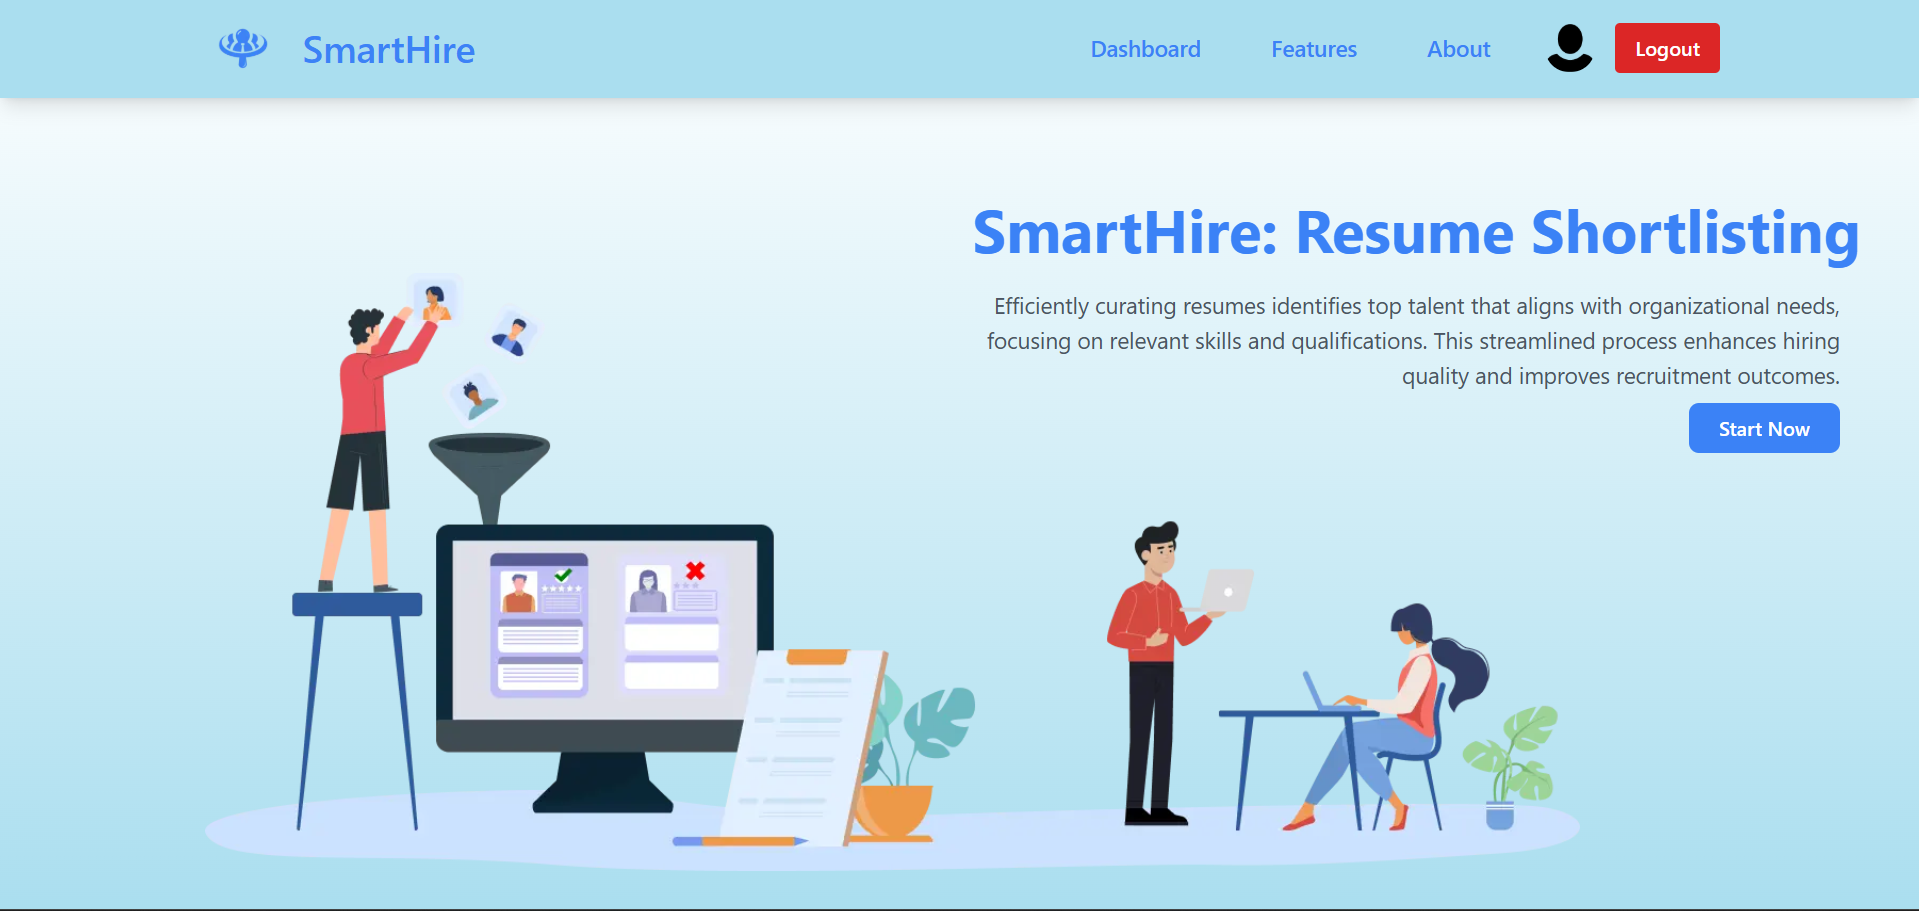 SmartHire
Dashboard
Features
About
Logout
SmartHire: Resume Shortlisting
Efficiently curating resumes identifies top talent that aligns with organizational needs,
focusing on relevant skills and qualifications. This streamlined process enhances hiring
quality and improves recruitment outcomes.
Start Now